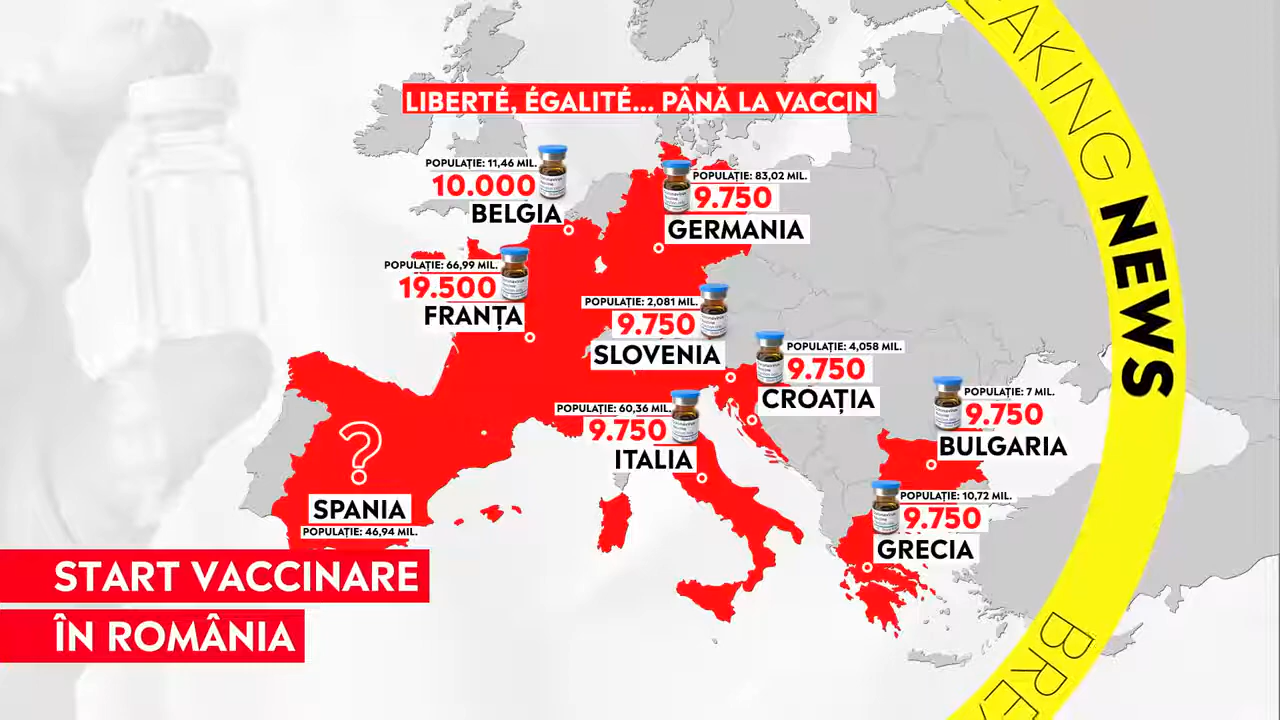 LIBERTÉ, ÉGALITÉ... PÂNĂ LA VACCIN
POPULAȚIE: 11,46 MIL.
10.000
BELGIA
POPULAȚIE: 83,02 MIL.
9.750
GERMANIA
POPULAȚIE: 66,99 MIL.
19.500
FRANȚA
POPULAȚIE: 2,081 MIL.
9.750
SLOVENIA
POPULAȚIE: 4,058 MIL.
9.750
CROAȚIA
POPULAȚIE: 60,36 MIL.
9.750
ITALIA
POPULAȚIE: 7 MIL.
9.750
BULGARIA
POPULAȚIE: 10,72 MIL.
9.750
GRECIA
?
SPANIA
POPULAȚIE: 46,94 MIL.
START VACCINARE
ÎN ROMÂNIA
EAKING NEWS
BRE